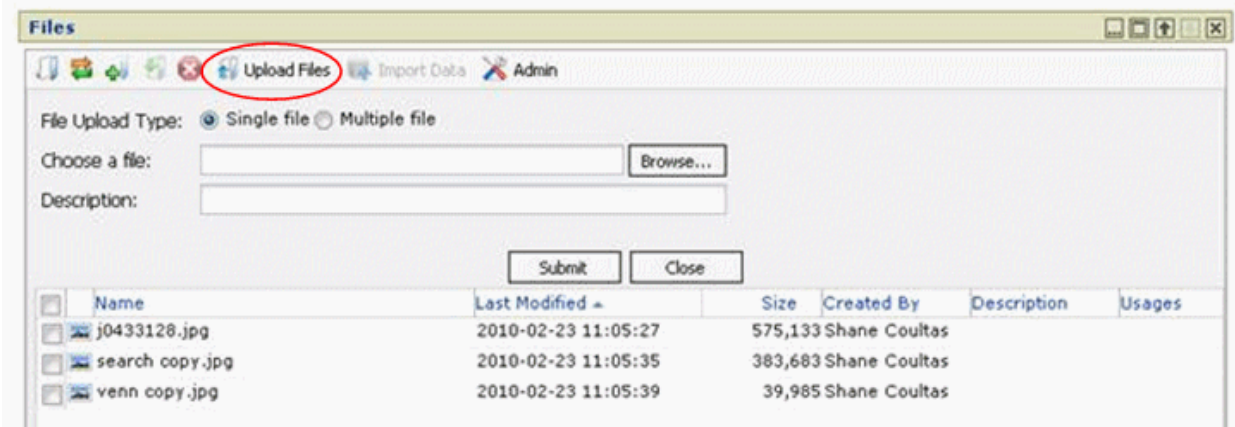 Files
Upload Files Import Data Admin
File Upload Type: Single file Multiple file
Choose a file: Browse...
Description:
Submit Close
Name Last Modified Size Created By Description Usages
j0433128.jpg 2010-02-23 11:05:27 575,133 Shane Coultas
search copy.jpg 2010-02-23 11:05:35 383,683 Shane Coultas
venn copy.jpg 2010-02-23 11:05:39 39,985 Shane Coultas